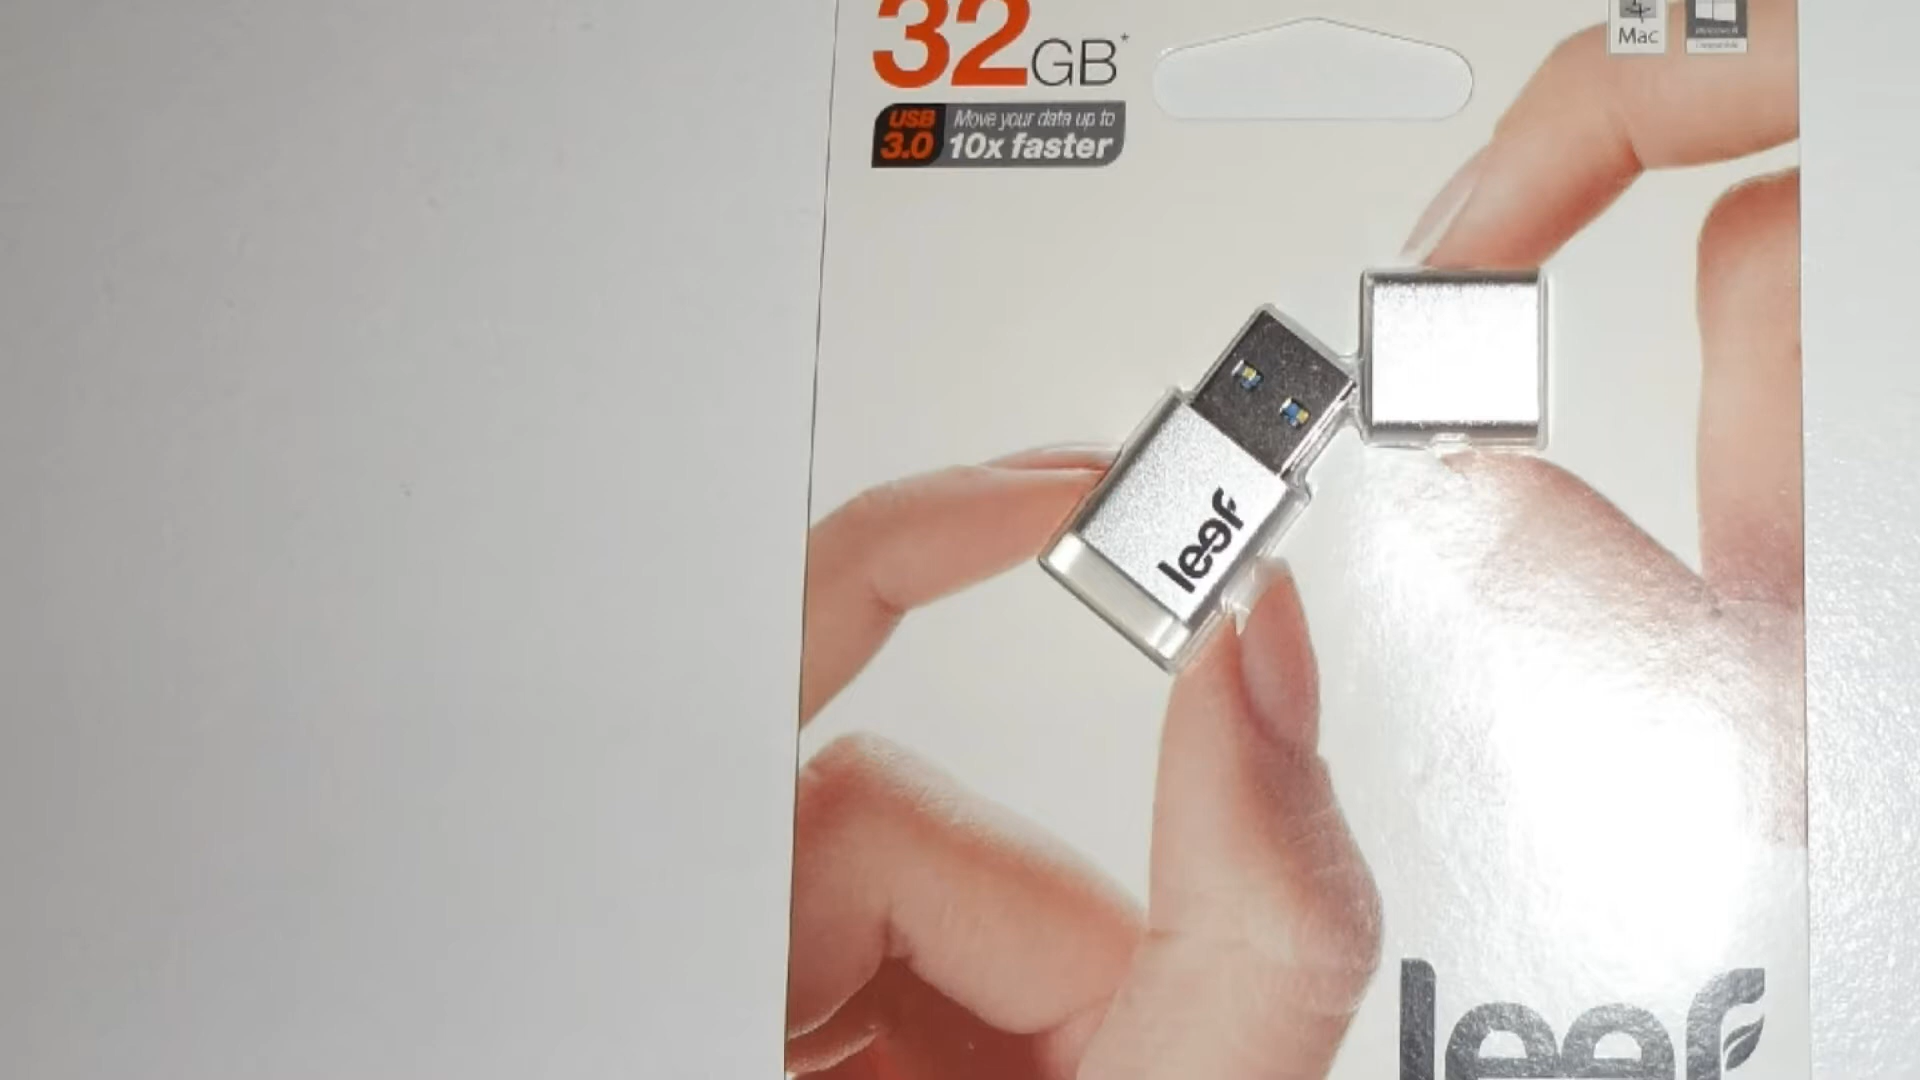 32GB*
USB 3.0
Move your data up to
10x faster
Mac
leef
leef